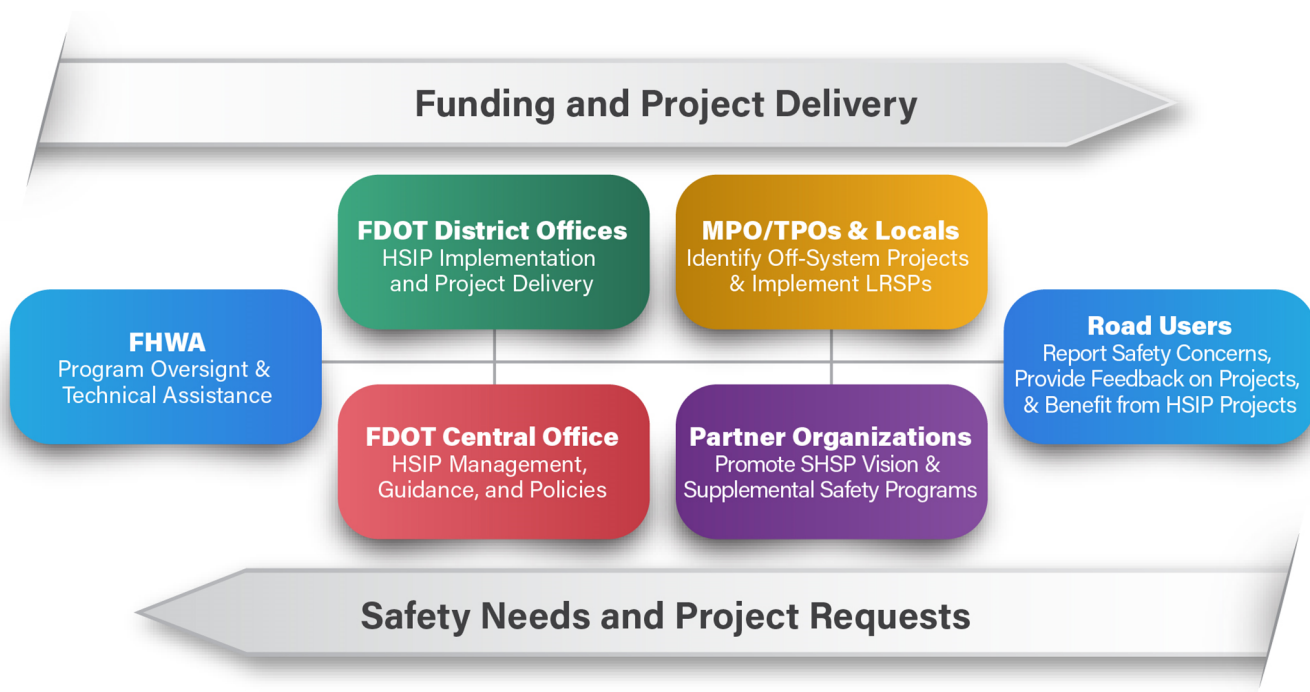 Funding and Project Delivery
FDOT District Offices
HSIP Implementation
and Project Delivery
MPO/TPOs & Locals
Identify Off-System Projects
& Implement LRSPs
FHWA
Program Oversignt &
Technical Assistance
Road Users
Report Safety Concerns,
Provide Feedback on Projects,
& Benefit from HSIP Projects
FDOT Central Office
HSIP Management,
Guidance, and Policies
Partner Organizations
Promote SHSP Vision &
Supplemental Safety Programs
Safety Needs and Project Requests